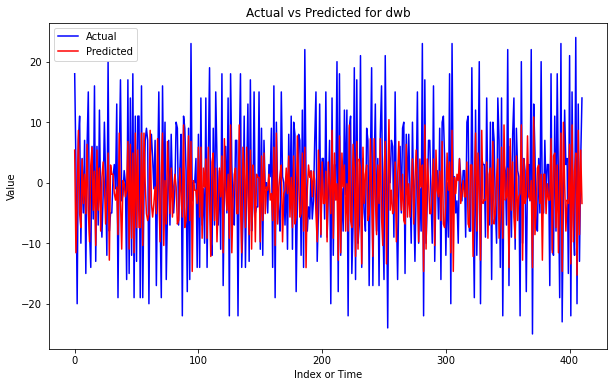 Actual vs Predicted for dwb
Actual
Predicted
Value
20
10
0
−10
−20
0
100
200
300
400
Index or Time